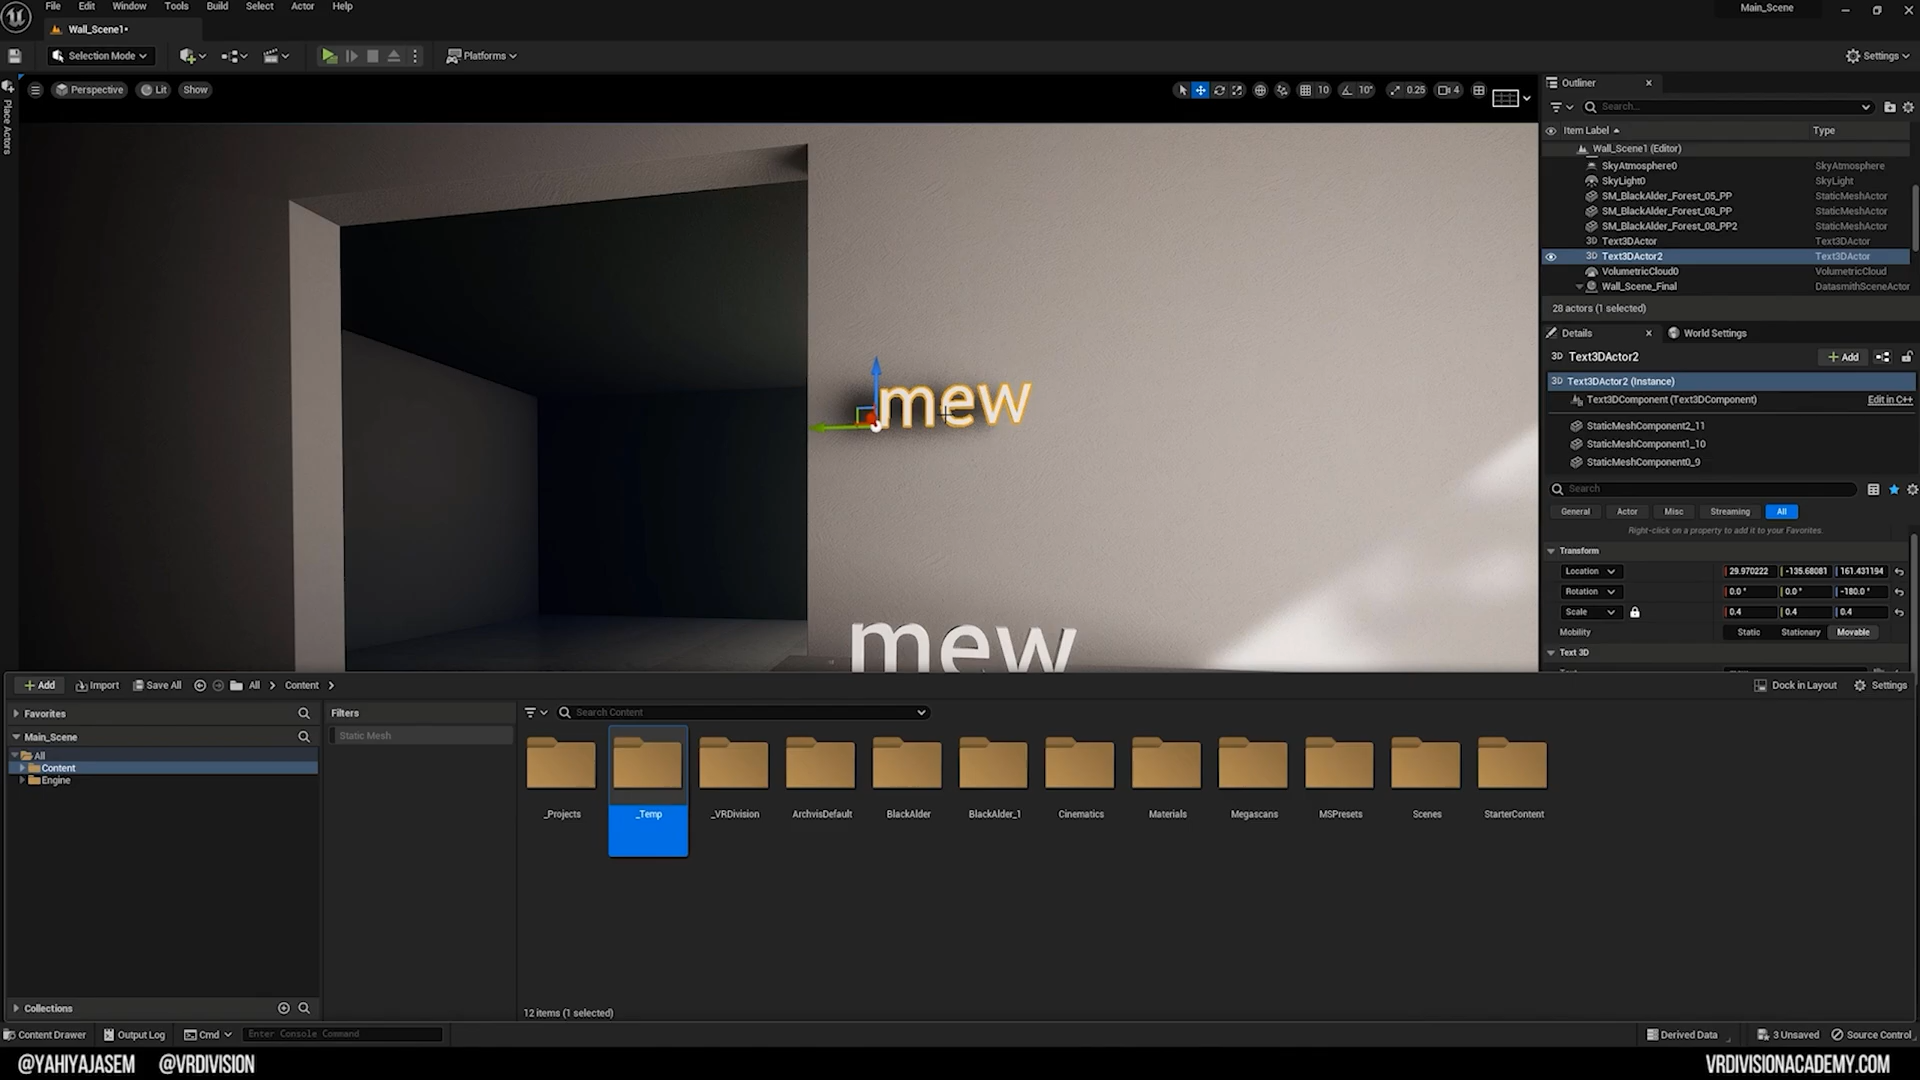 File Edit Window Tools Build Select Actor Help
Main_Scene
Wall_Scene1•
Selection Mode
Platforms
Settings
Place Actors
Perspective Lit Show
10 10° 0.25 4
mew
mew
Outliner
Search...
Item Label Type
Wall_Scene1 (Editor)
SkyAtmosphere0 SkyAtmosphere
SkyLight0 SkyLight
SM_BlackAlder_Forest_05_PP StaticMeshActor
SM_BlackAlder_Forest_08_PP StaticMeshActor
SM_BlackAlder_Forest_08_PP2 StaticMeshActor
3D Text3DActor Text3DActor
3D Text3DActor2 Text3DActor
VolumetricCloud0 VolumetricCloud
Wall_Scene_Final DatasmithSceneActor
28 actors (1 selected)
Details World Settings
3D Text3DActor2 Add
3D Text3DActor2 (Instance)
Text3DComponent (Text3DComponent) Edit in C++
StaticMeshComponent2_11
StaticMeshComponent1_10
StaticMeshComponent0_9
Search
General Actor Misc Streaming All
Right-click on a property to add it to your Favorites.
Transform
Location 29.970222 -135.68081 161.431194
Rotation 0.0 ° 0.0 ° -180.0 °
Scale 0.4 0.4 0.4
Mobility Static Stationary Movable
Text 3D
Add Import Save All All Content
Dock in Layout Settings
Favorites
Main_Scene
All
Content
Engine
Collections
Filters
Static Mesh
Search Content
_Projects _Temp _VRDivision ArchvisDefault BlackAlder BlackAlder_1 Cinematics Materials Megascans MSPresets Scenes StarterContent
12 items (1 selected)
Content Drawer Output Log Cmd Enter Console Command
Derived Data 3 Unsaved Source Control
@YAHIYAJASEM @VRDIVISION
VRDIVISIONACADEMY.COM